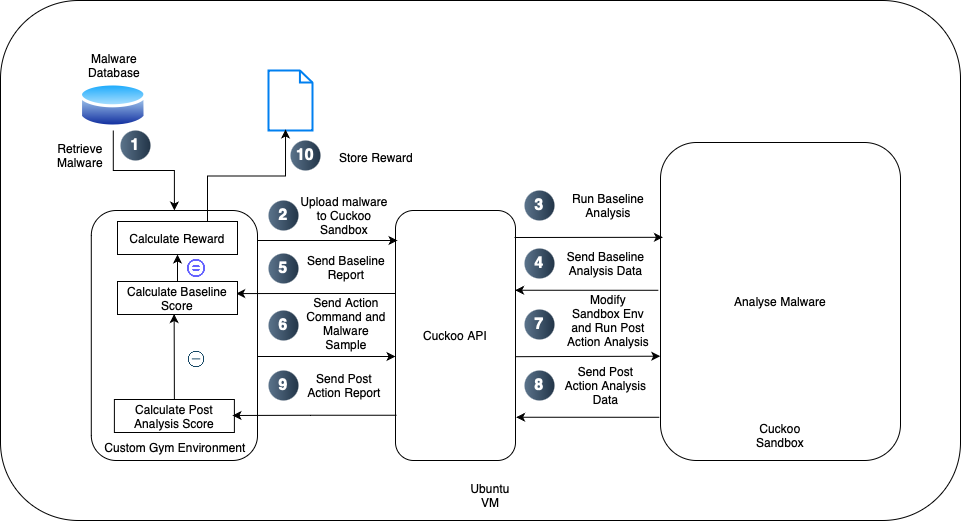 Malware
Database
1
Retrieve
Malware
10
Store Reward
2
Upload malware
to Cuckoo
Sandbox
3
Run Baseline
Analysis
Calculate Reward
=
5
Send Baseline
Report
4
Send Baseline
Analysis Data
Calculate Baseline
Score
6
Send Action
Command and
Malware
Sample
Cuckoo API
7
Modify
Sandbox Env
and Run Post
Action Analysis
Analyse Malware
−
9
Send Post
Action Report
8
Send Post
Action Analysis
Data
Calculate Post
Analysis Score
Custom Gym Environment
Cuckoo
Sandbox
Ubuntu
VM